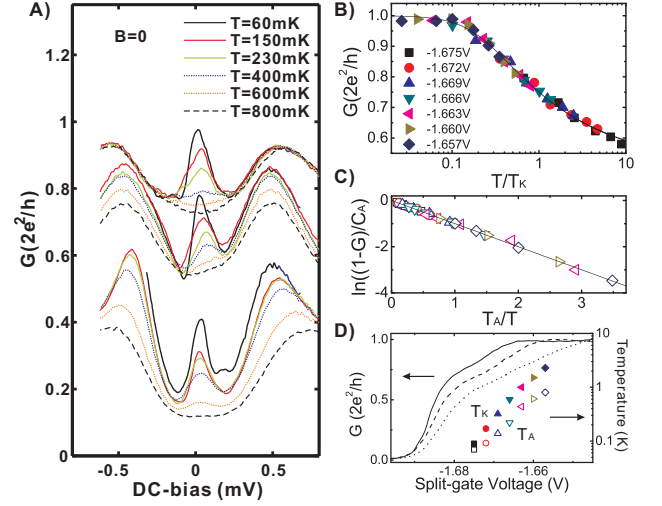 A)
B=0
T=60mK
T=150mK
T=230mK
T=400mK
T=600mK
T=800mK
G(2e²/h)
1.2
1
0.8
0.6
0.4
0.2
0
-0.5
0
0.5
DC-bias (mV)
B)
G(2e²/h)
1.0
0.9
0.8
0.7
0.6
-1.675V
-1.672V
-1.669V
-1.666V
-1.663V
-1.660V
-1.657V
0.1
1
10
T/T_K
C)
ln((1-G)/C_A)
0
-2
-4
0
1
2
3
T_A/T
D)
G (2e²/h)
1.0
0.5
0.0
T_K
T_A
10
1
0.1
Temperature (K)
-1.68
-1.66
Split-gate Voltage (V)